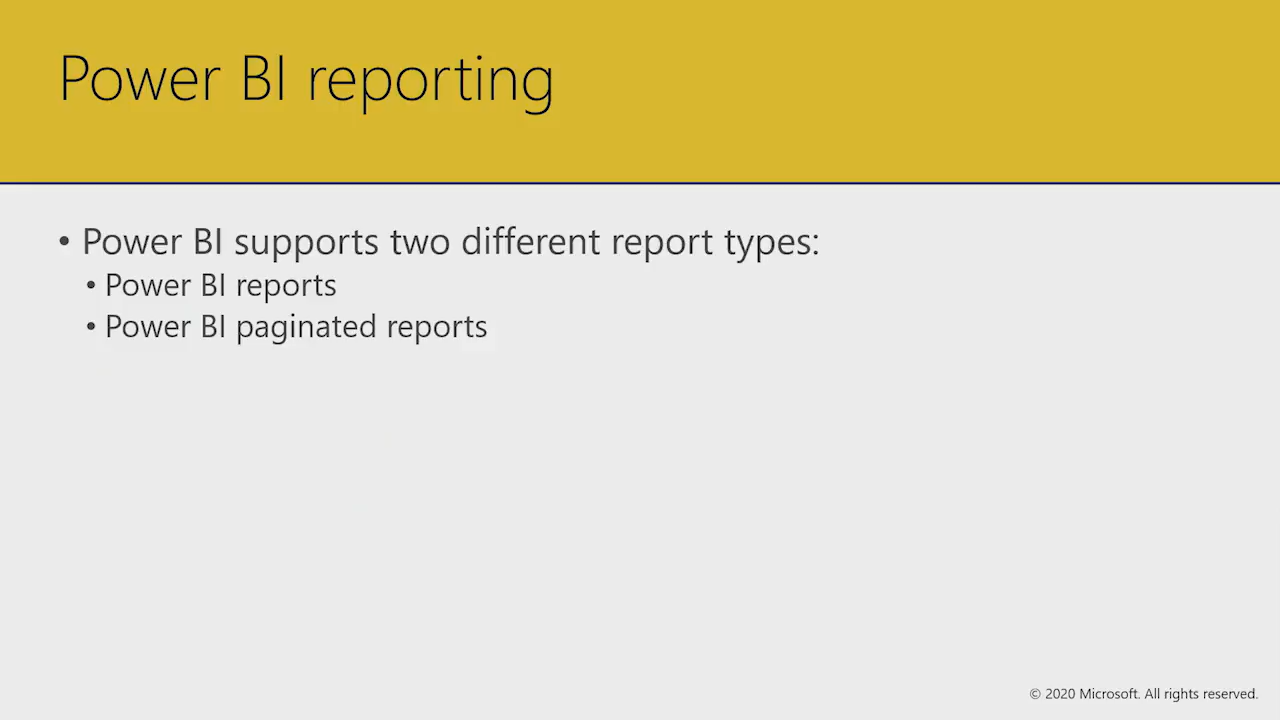 Power BI reporting
• Power BI supports two different report types:
• Power BI reports
• Power BI paginated reports
© 2020 Microsoft. All rights reserved.